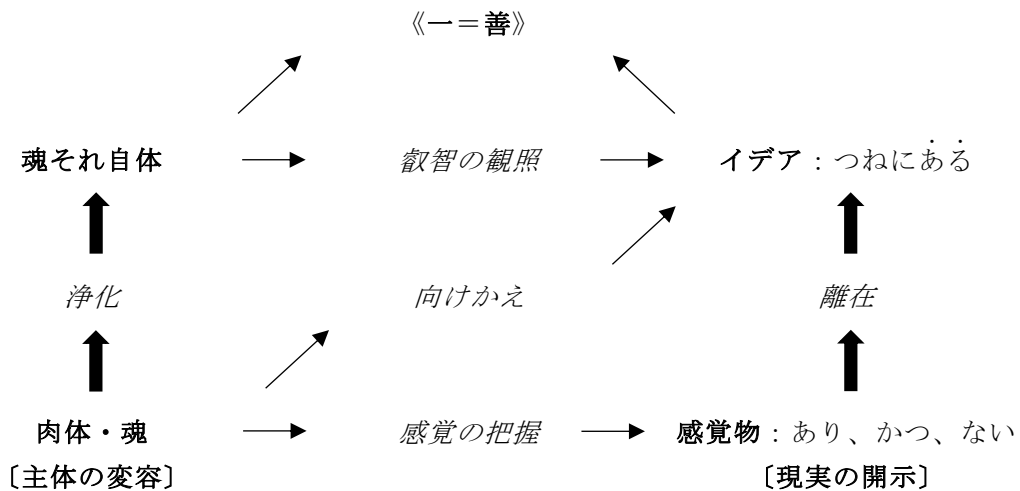 《一＝善》
魂それ自体 叡智の観照 イデア：つねにある
浄化 向けかえ 離在
肉体・魂 感覚の把握 感覚物：あり、かつ、ない
〔主体の変容〕 〔現実の開示〕